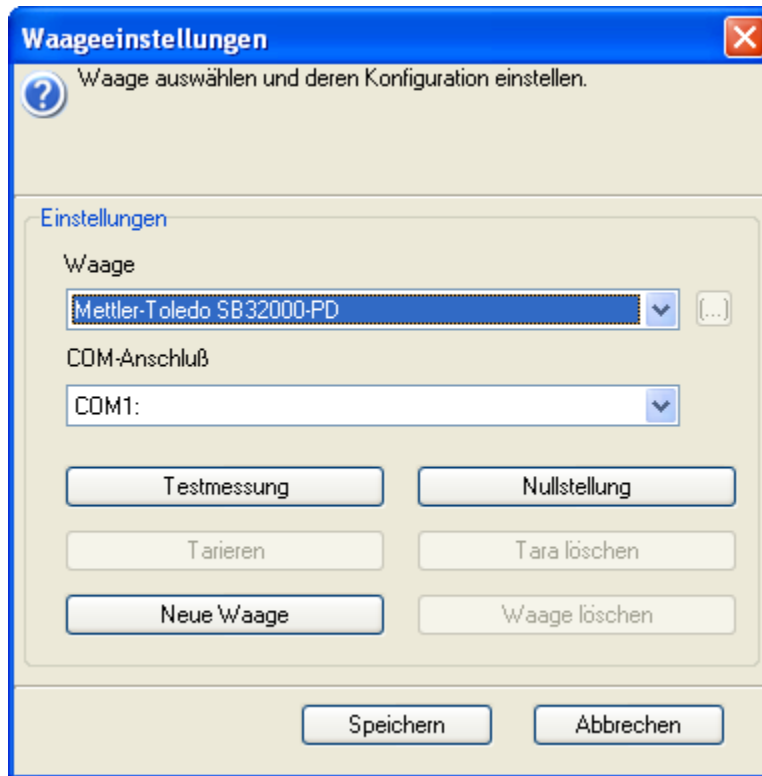 Waageeinstellungen
Waage auswählen und deren Konfiguration einstellen.
Einstellungen
Waage
Mettler-Toledo SB32000-PD
(...)
COM-Anschluß
COM1:
Testmessung
Nullstellung
Tarieren
Tara löschen
Neue Waage
Waage löschen
Speichern
Abbrechen